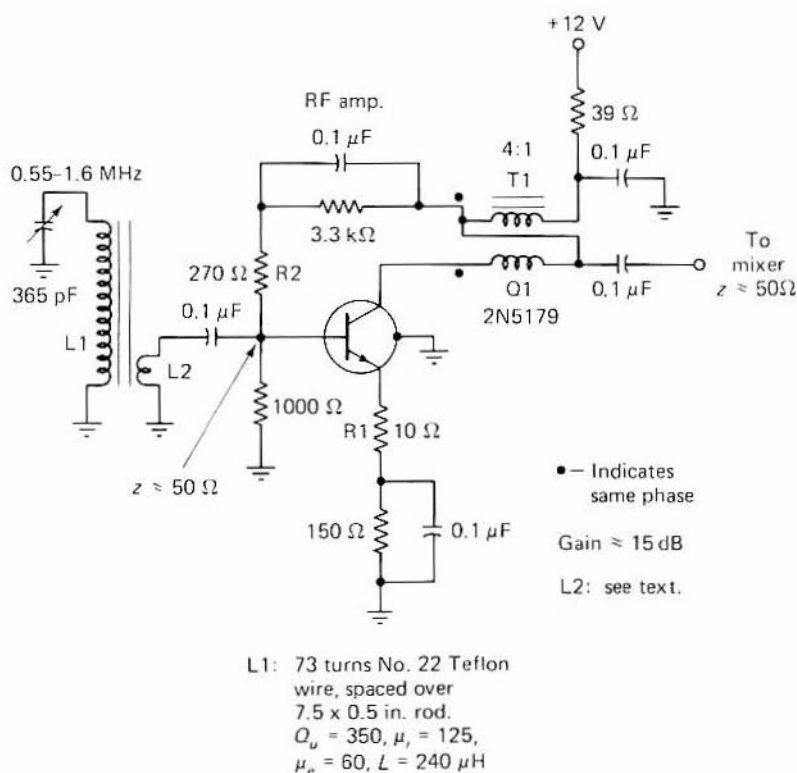 +12 V
RF amp.
39 Ω
0.1 μF
4:1
0.1 μF
T1
0.55–1.6 MHz
3.3 kΩ
To
mixer
z ≈ 50Ω
270 Ω
R2
0.1 μF
Q1
2N5179
365 pF
0.1 μF
L1
L2
1000 Ω
R1
10 Ω
z ≈ 50 Ω
• – Indicates
same phase
150 Ω
0.1 μF
Gain ≈ 15 dB
L2: see text.
L1: 73 turns No. 22 Teflon
wire, spaced over
7.5 x 0.5 in. rod.
Qu = 350, μi = 125,
μe = 60, L = 240 μH